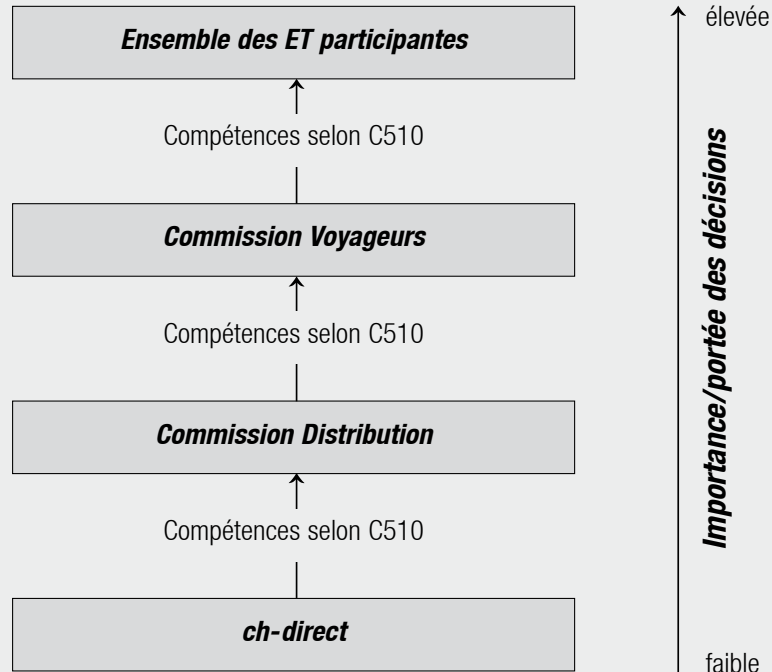 Ensemble des ET participantes
Compétences selon C510
Commission Voyageurs
Compétences selon C510
Commission Distribution
Compétences selon C510
ch-direct
élevée
Importance/portée des décisions
faible